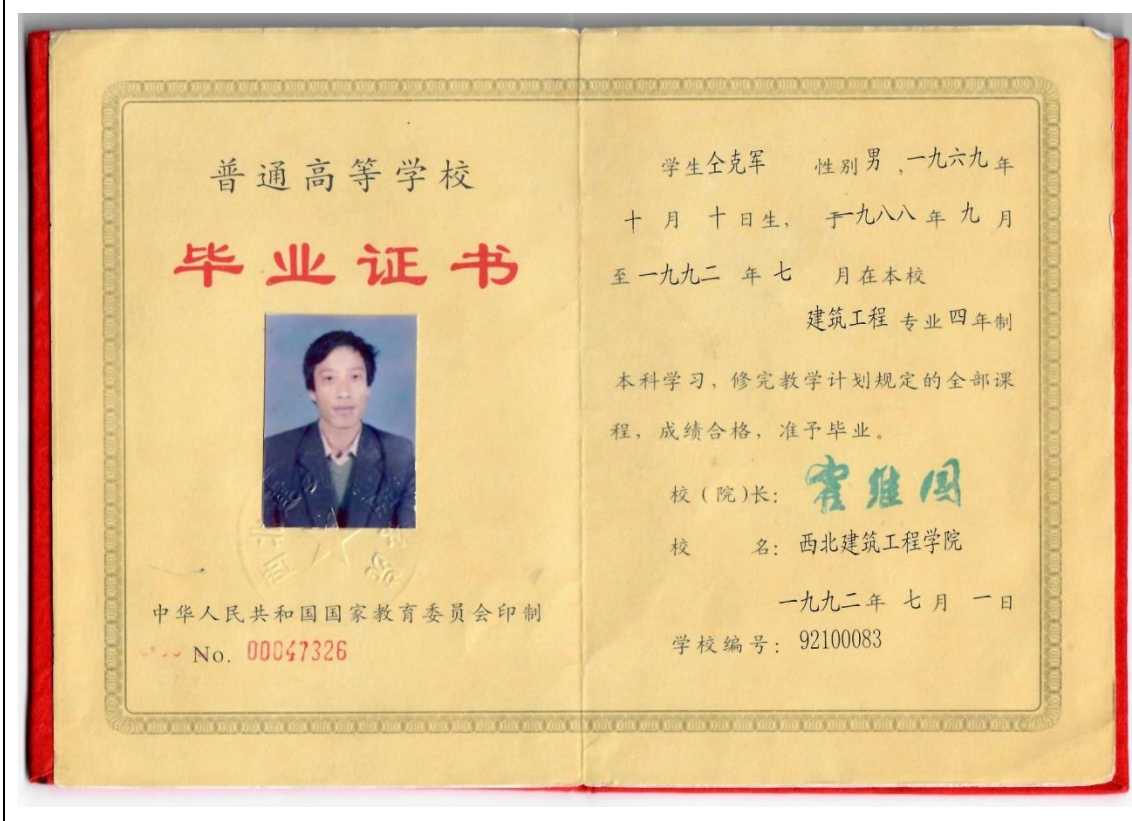 普通高等学校
毕业证书
中华人民共和国国家教育委员会印制
No. 00047326
学生仝克军 性别男,一九六九年
十月十日生,于一九八八年九月
至一九九二年七月在本校
建筑工程专业四年制
本科学习,修完教学计划规定的全部课
程,成绩合格,准予毕业。
校(院)长:霍维国
校 名:西北建筑工程学院
一九九二年七月一日
学校编号:92100083